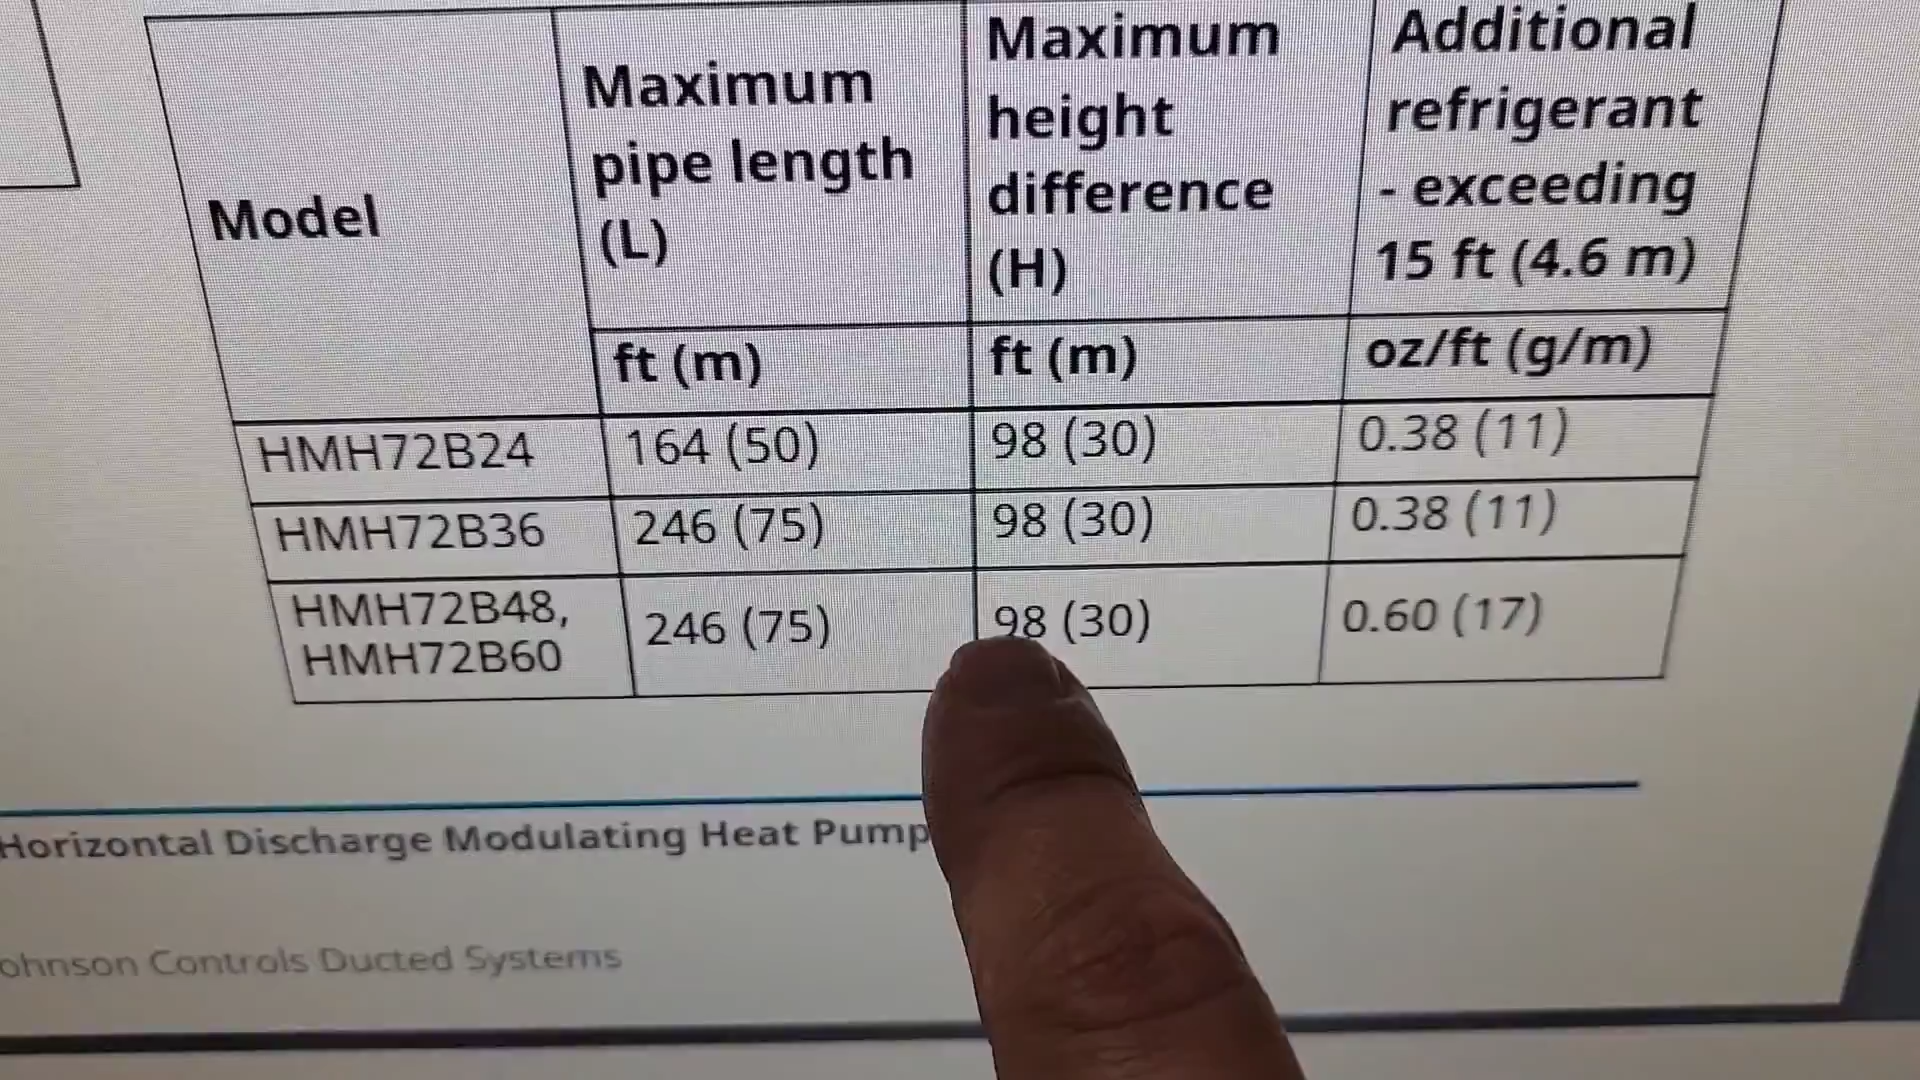 Model
Maximum
pipe length
(L)
Maximum
height
difference
(H)
Additional
refrigerant
- exceeding
15 ft (4.6 m)
ft (m)
ft (m)
oz/ft (g/m)
HMH72B24
164 (50)
98 (30)
0.38 (11)
HMH72B36
246 (75)
98 (30)
0.38 (11)
HMH72B48,
HMH72B60
246 (75)
98 (30)
0.60 (17)
Horizontal Discharge Modulating Heat Pump
ohnson Controls Ducted Systems